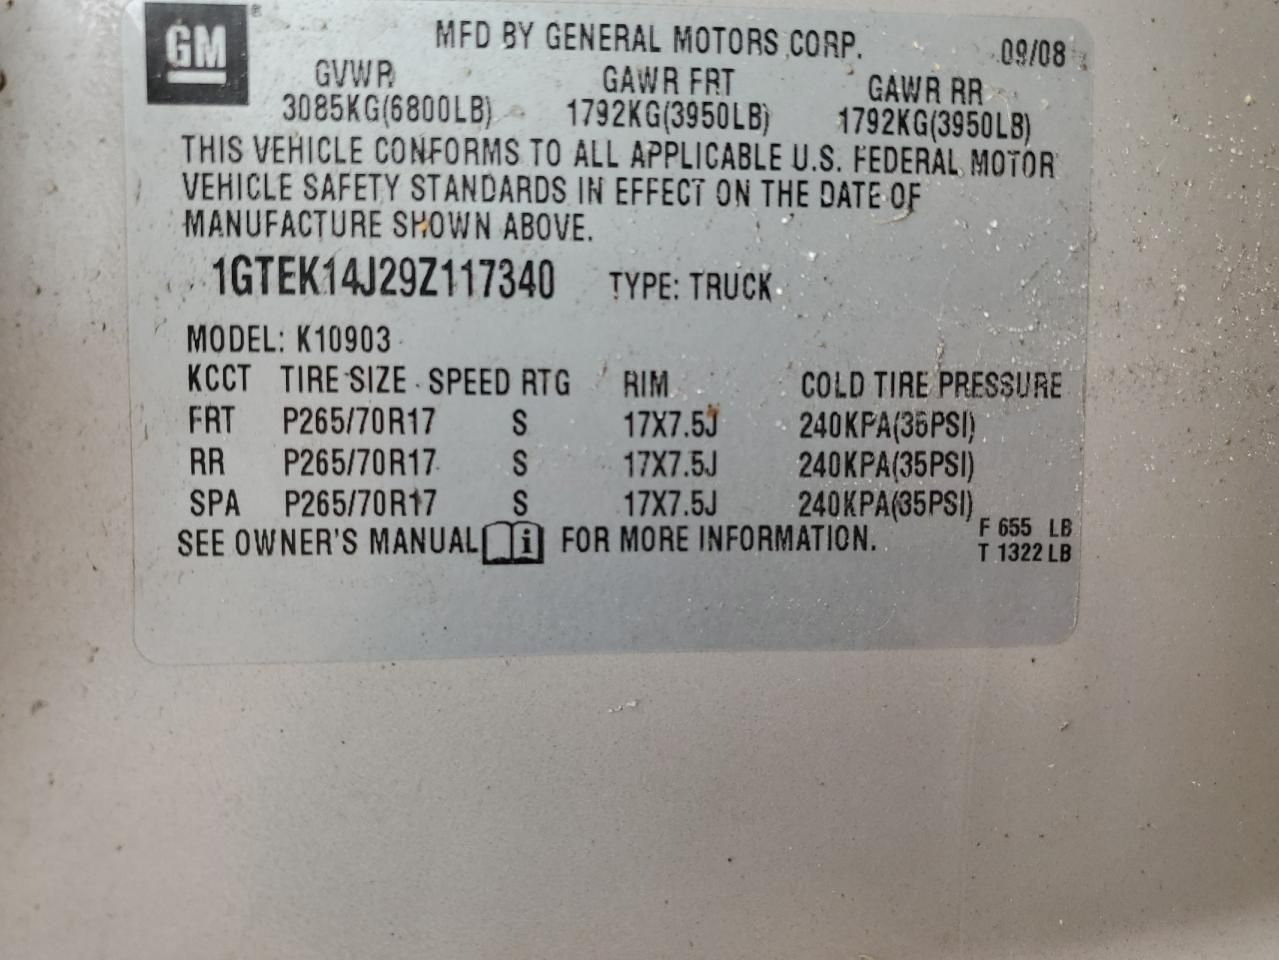 GM ®
MFD BY GENERAL MOTORS CORP. 09/08
GVWR GAWR FRT GAWR RR
3085KG(6800LB) 1792KG(3950LB) 1792KG(3950LB)
THIS VEHICLE CONFORMS TO ALL APPLICABLE U.S. FEDERAL MOTOR
VEHICLE SAFETY STANDARDS IN EFFECT ON THE DATE OF
MANUFACTURE SHOWN ABOVE.
1GTEK14J29Z117340 TYPE: TRUCK
MODEL: K10903
KCCT TIRE SIZE SPEED RTG RIM COLD TIRE PRESSURE
FRT P265/70R17 S 17X7.5J 240KPA(35PSI)
RR P265/70R17 S 17X7.5J 240KPA(35PSI)
SPA P265/70R17 S 17X7.5J 240KPA(35PSI)
SEE OWNER'S MANUAL i FOR MORE INFORMATION.
F 655 LB
T 1322 LB